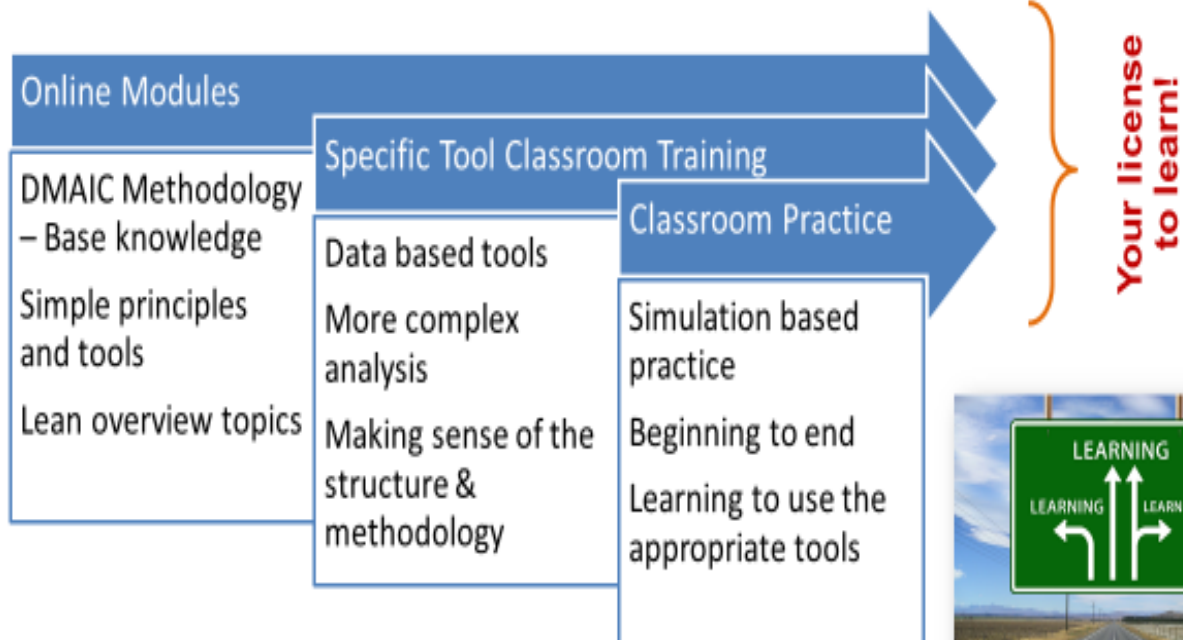 Online Modules
DMAIC Methodology
– Base knowledge
Simple principles
and tools
Lean overview topics
Specific Tool Classroom Training
Data based tools
More complex
analysis
Making sense of the
structure &
methodology
Classroom Practice
Simulation based
practice
Beginning to end
Learning to use the
appropriate tools
Your license
to learn!
LEARNING
LEARNING
LEARN